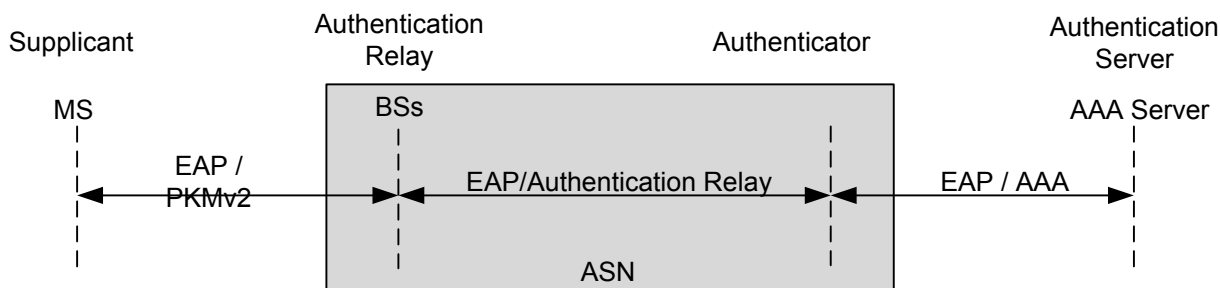 Supplicant
Authentication
Relay
Authenticator
Authentication
Server
MS
BSs
AAA Server
EAP /
PKMv2
EAP/Authentication Relay
EAP / AAA
ASN